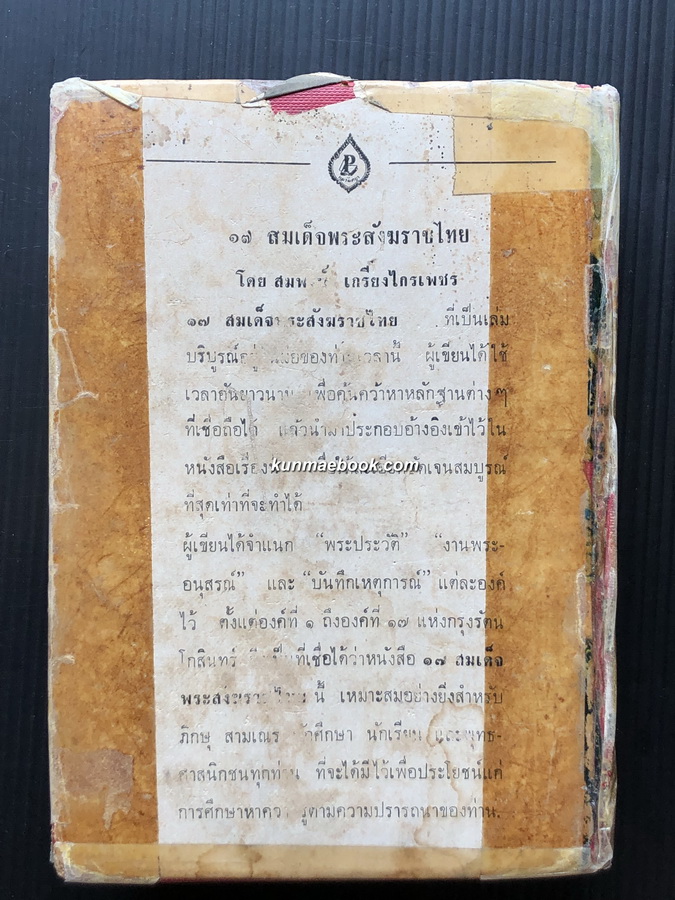 ๑๗ สมเด็จพระสังฆราชไทย
โดย สมพ เกรียงไกรเพชร
๑๗ สมเด็จ ระสังฆราชไทย ที่เป็นเล่ม
บริบูรณ์อยู่ ของท่ เวลานี้ ผู้เขียนได้ใช้
เวลาอันยาวนาน เพื่อค้นคว้าหาหลักฐานต่างๆ
ที่เชื่อถือได้ แล้วนำมาประกอบอ้างอิงเข้าไว้ใน
หนังสือเรื่อง ชัดเจนสมบูรณ์
kunmaebook.com
ที่สุดเท่าที่จะทำได้
ผู้เขียนได้จำแนก “พระประวัติ” “งานพระ-
อนุสรณ์” และ “บันทึกเหตุการณ์” แต่ละองค์
ไว้ ตั้งแต่องค์ที่ ๑ ถึงองค์ที่ ๑๗ แห่งกรุงรัตน
โกสินทร์ เป็นที่เชื่อได้ว่าหนังสือ ๑๗ สมเด็จ
พระสังฆราชไทย นี้ เหมาะสมอย่างยิ่งสำหรับ
ภิกษุ สามเณร นักศึกษา นักเรียน และพุทธ-
ศาสนิกชนทุกท่าน ที่จะได้มีไว้เพื่อประโยชน์แก่
การศึกษาหาความรู้ตามความปรารถนาของท่าน.